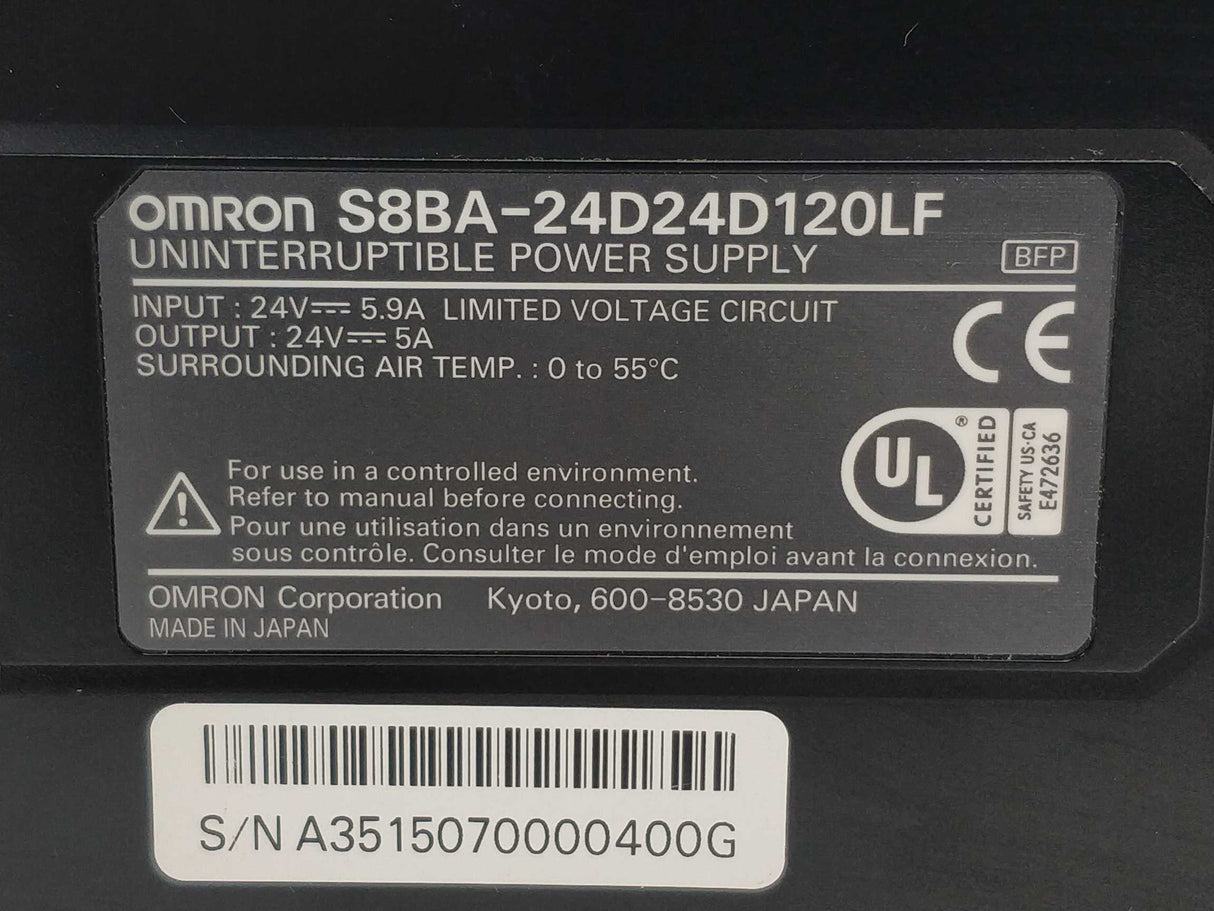 OMRON S8BA-24D24D120LF
UNINTERRUPTIBLE POWER SUPPLY
BFP
INPUT : 24V⎓ 5.9A LIMITED VOLTAGE CIRCUIT
OUTPUT : 24V⎓ 5A
SURROUNDING AIR TEMP. : 0 to 55°C
CE
UL ®
CERTIFIED
SAFETY US·CA
E472636
For use in a controlled environment.
Refer to manual before connecting.
Pour une utilisation dans un environnement
sous contrôle. Consulter le mode d'emploi avant la connexion.
OMRON Corporation Kyoto, 600-8530 JAPAN
MADE IN JAPAN
S/N A3515070000400G